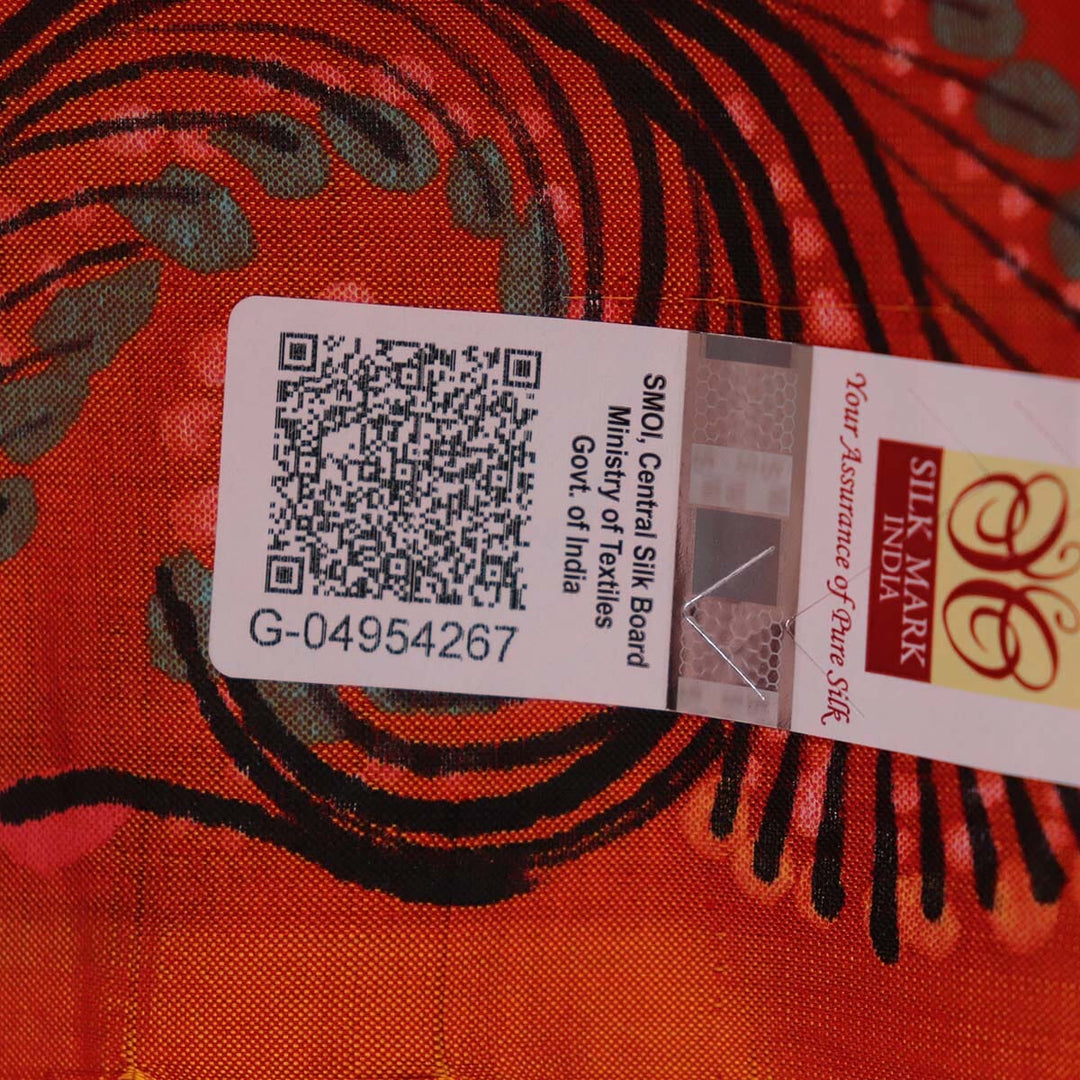 G-04954267
SMOI, Central Silk Board
Ministry of Textiles
Govt. of India
Your Assurance of Pure Silk
SILK MARK
INDIA